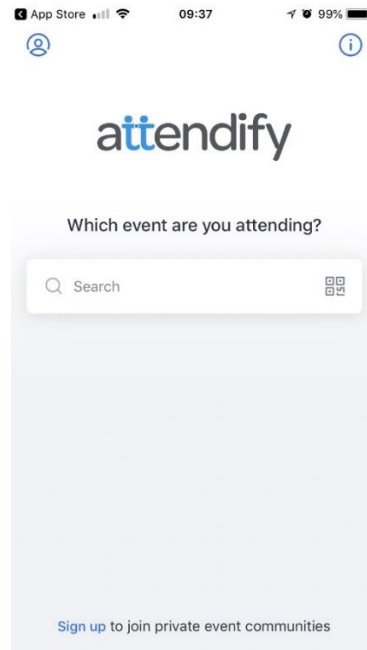 App Store 09:37 99%
attendify
Which event are you attending?
Search
Sign up to join private event communities